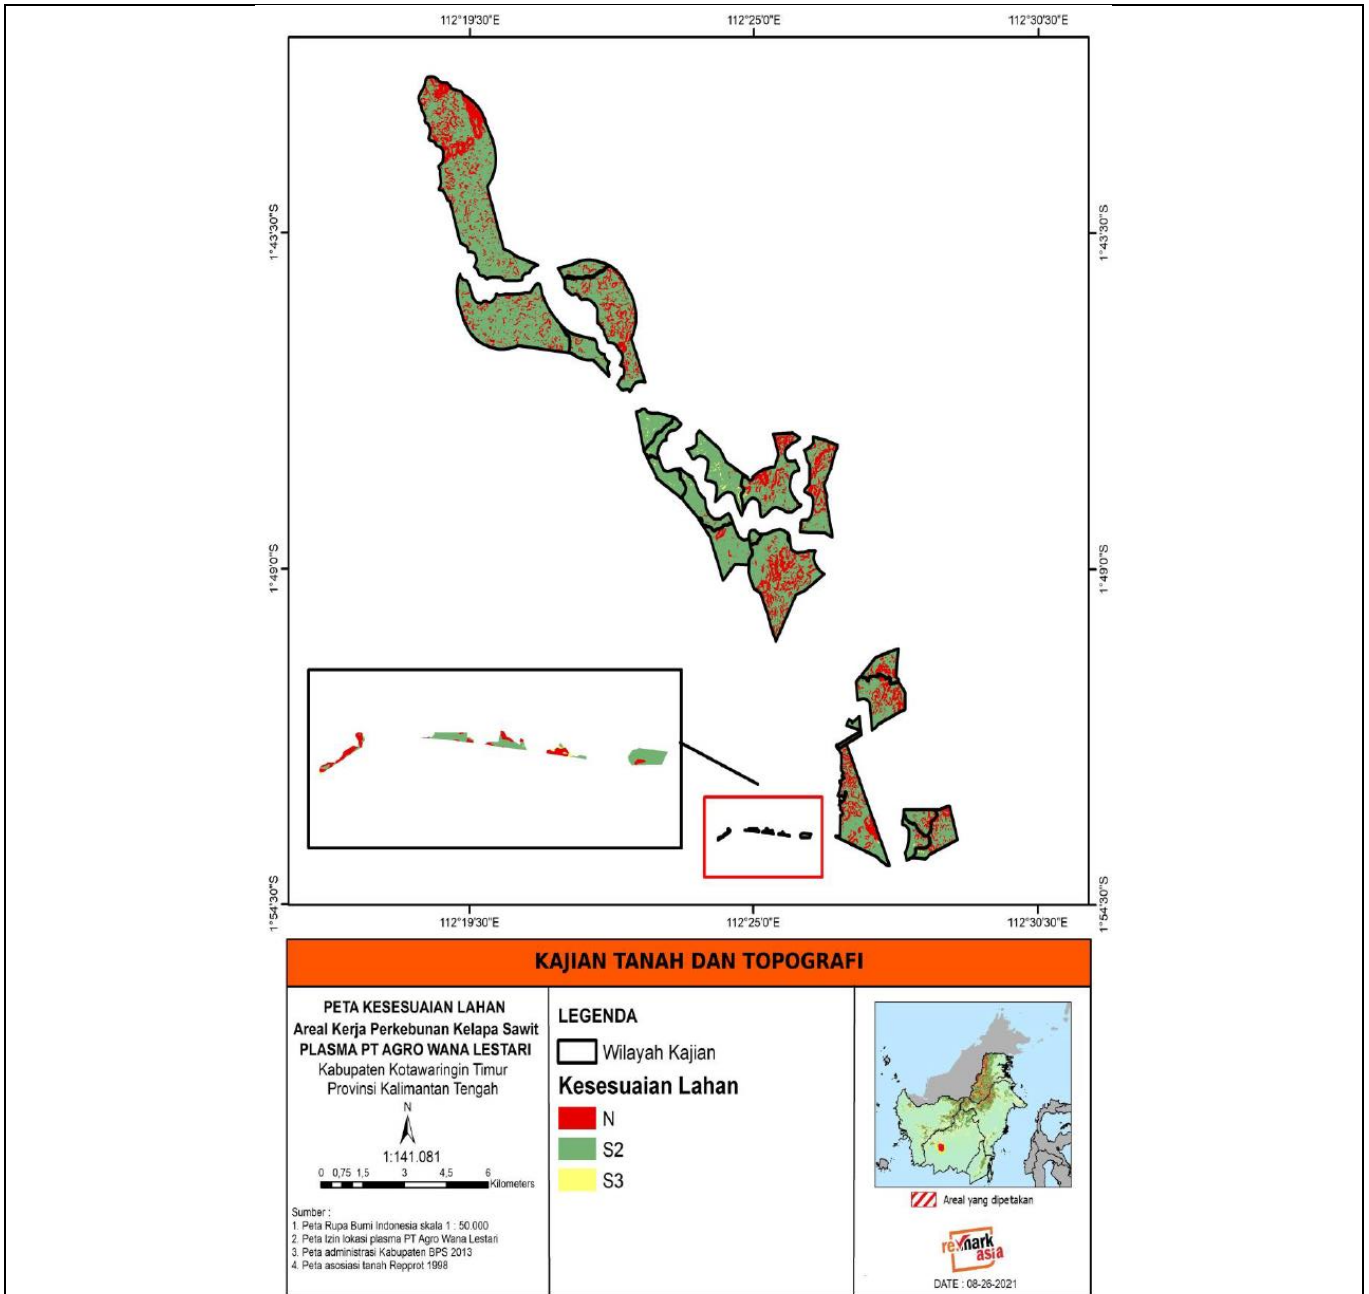 112°19'30"E
112°25'0"E
112°30'30"E
1°43'30"S
1°43'30"S
1°49'0"S
1°49'0"S
1°54'30"S
1°54'30"S
112°19'30"E
112°25'0"E
112°30'30"E
KAJIAN TANAH DAN TOPOGRAFI
PETA KESESUAIAN LAHAN
Areal Kerja Perkebunan Kelapa Sawit
PLASMA PT AGRO WANA LESTARI
Kabupaten Kotawaringin Timur
Provinsi Kalimantan Tengah
N
1:141.081
0 0,75 1,5 3 4,5 6
Kilometers
Sumber :
1. Peta Rupa Bumi Indonesia skala 1 : 50.000
2. Peta Izin lokasi plasma PT Agro Wana Lestari
3. Peta administrasi Kabupaten BPS 2013
4. Peta asosiasi tanah Repprot 1998
LEGENDA
Wilayah Kajian
Kesesuaian Lahan
N
S2
S3
Areal yang dipetakan
remark
asia
DATE : 08-26-2021